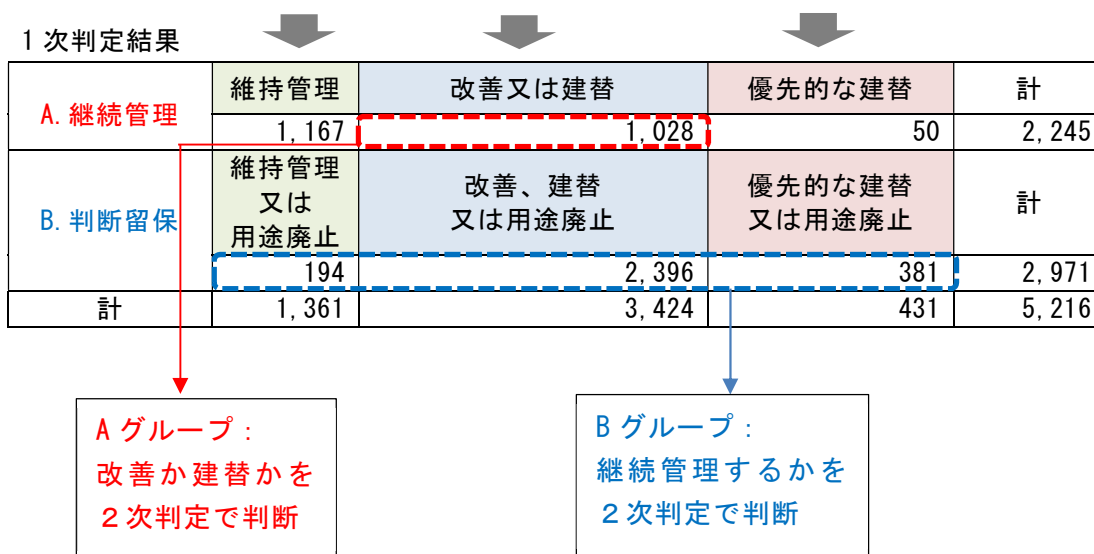 1次判定結果
A.継続管理
維持管理
改善又は建替
優先的な建替
計
1,167
1,028
50
2,245
B.判断留保
維持管理
又は
用途廃止
改善、建替
又は用途廃止
優先的な建替
又は用途廃止
計
194
2,396
381
2,971
計
1,361
3,424
431
5,216
Aグループ：
改善か建替かを
２次判定で判断
Bグループ：
継続管理するかを
２次判定で判断